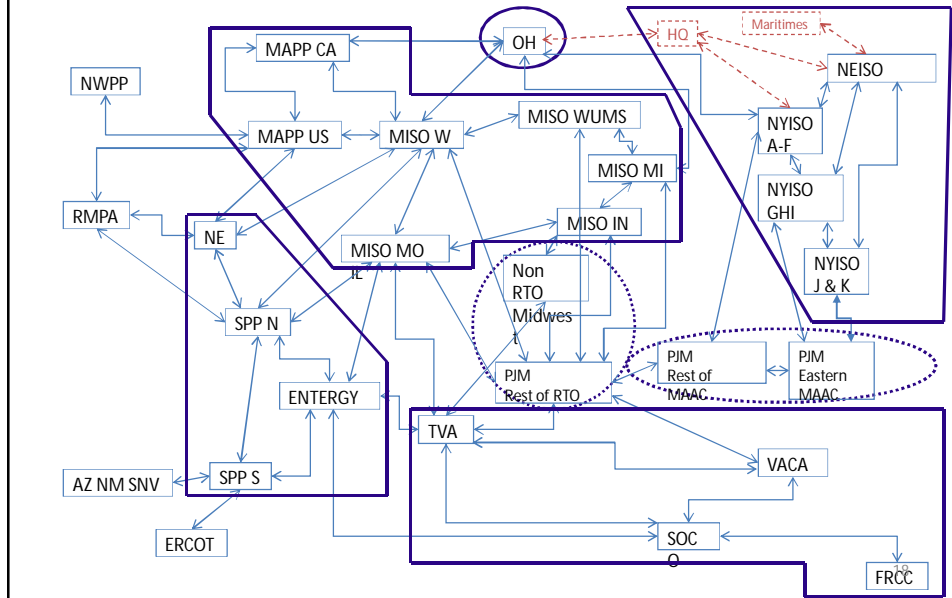 MAPP CA
OH
HQ
Maritimes
NWPP
NEISO
MAPP US
MISO W
MISO WUMS
NYISO
A-F
MISO MI
RMPA
NE
MISO IN
NYISO
GHI
MISO MO
IL
Non
RTO
Midwes
t
NYISO
J & K
SPP N
PJM
Rest of RTO
PJM
Rest of
MAAC
PJM
Eastern
MAAC
ENTERGY
TVA
VACA
AZ NM SNV
SPP S
ERCOT
SOC
O
FRCC
18